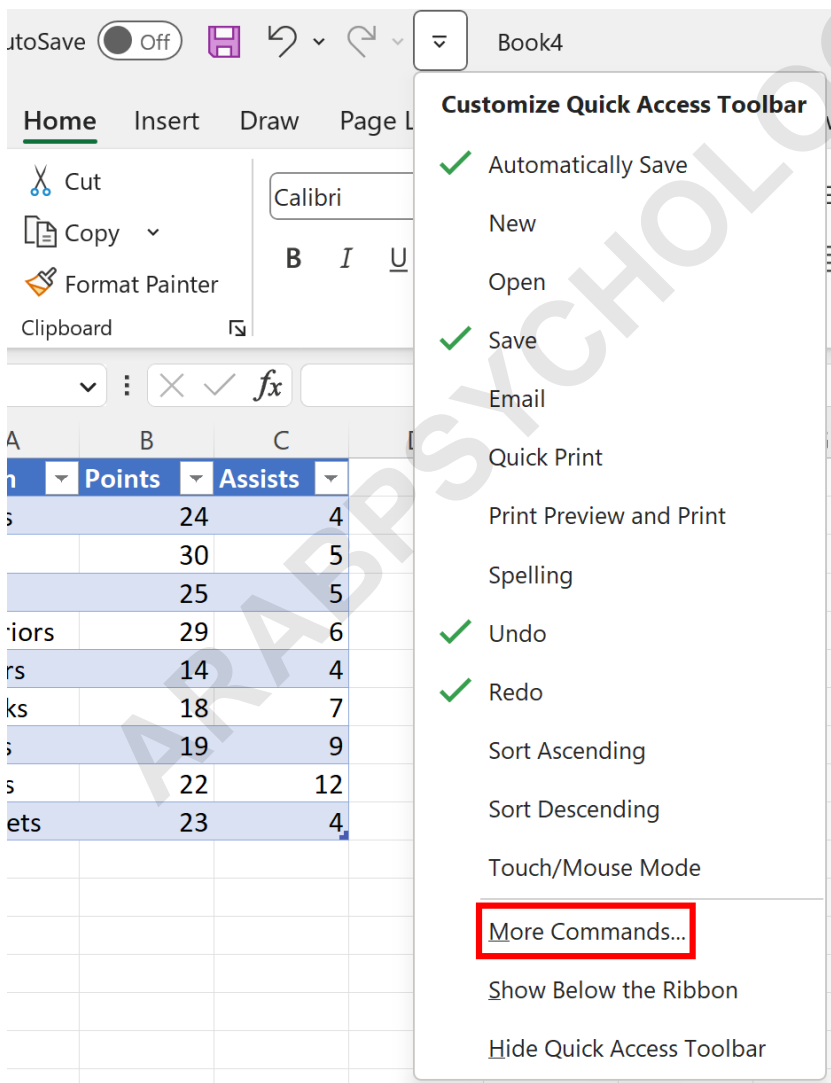 utoSave Off Book4
Customize Quick Access Toolbar
Home Insert Draw Page L
Automatically Save
New
Open
Save
Email
Quick Print
Print Preview and Print
Spelling
Undo
Redo
Sort Ascending
Sort Descending
Touch/Mouse Mode
More Commands...
Show Below the Ribbon
Hide Quick Access Toolbar
Cut
Copy
Format Painter
Clipboard
Calibri
B I U
fx
A B C
Points Assists
s 24 4
30 5
25 5
riors 29 6
rs 14 4
ks 18 7
s 19 9
s 22 12
ets 23 4
ARABPSYCHOLO